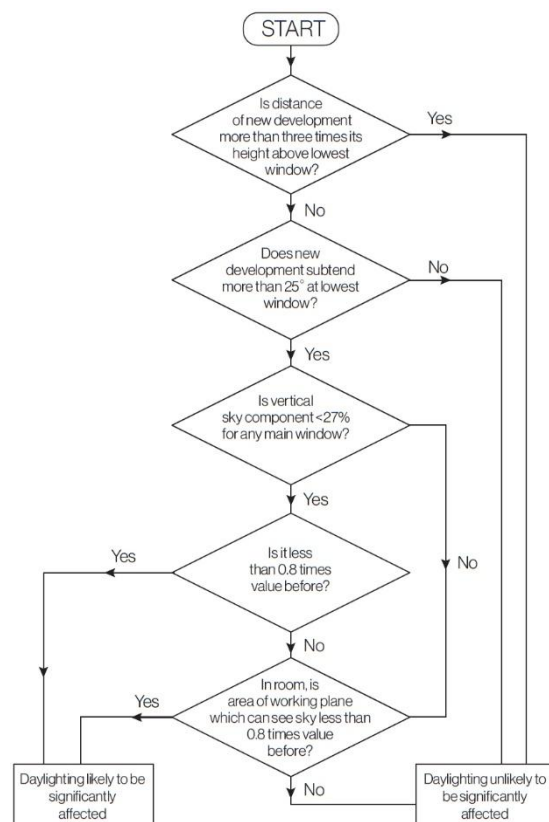 START
Is distance
of new development
more than three times its
height above lowest
window?
Yes
No
Does new
development subtend
more than 25° at lowest
window?
No
Yes
Is vertical
sky component <27%
for any main window?
Yes
No
Yes
Is it less
than 0.8 times
value before?
No
Yes
In room, is
area of working plane
which can see sky less than
0.8 times value
before?
No
Daylighting likely to be
significantly
affected
Daylighting unlikely to
be significantly
affected